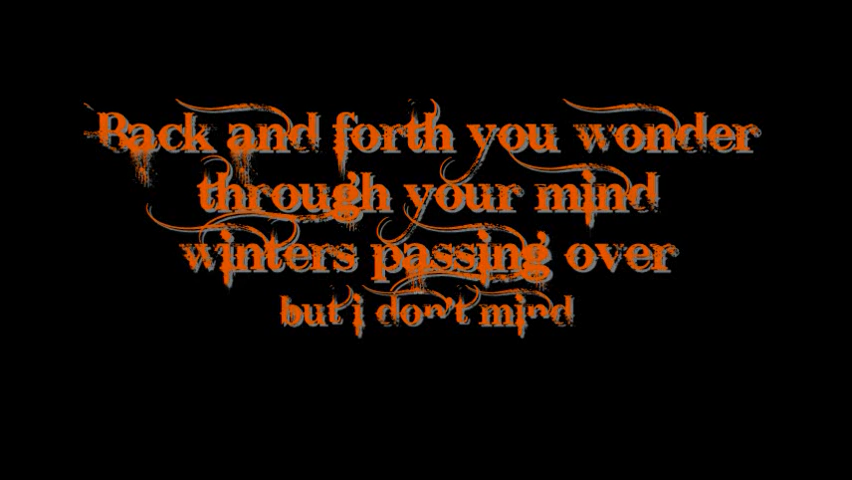 Back and forth you wonder
through your mind
winters passing over
but i don't mind